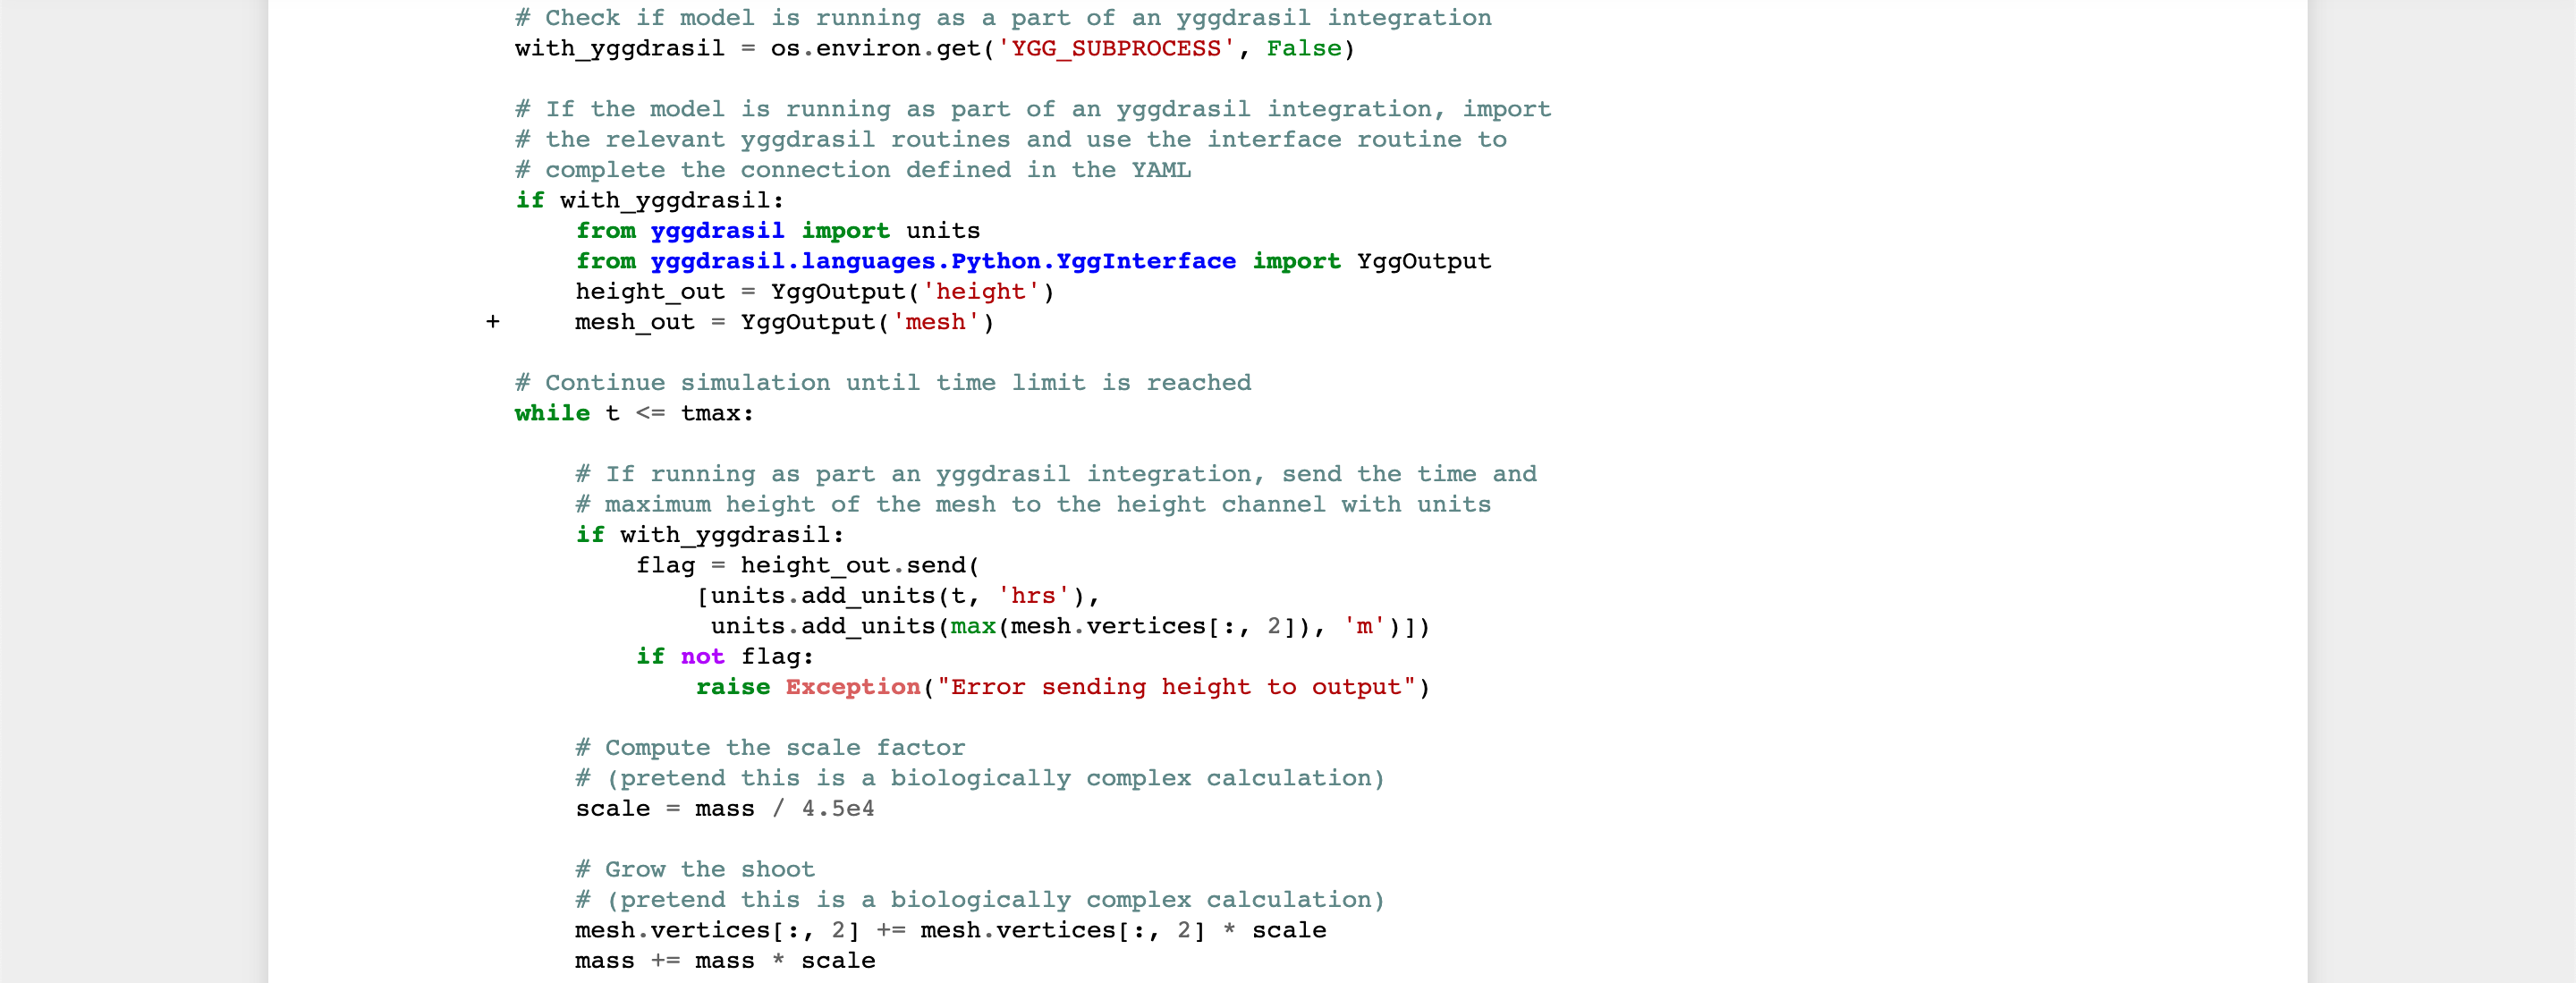 # Check if model is running as a part of an yggdrasil integration
with_yggdrasil = os.environ.get('YGG_SUBPROCESS', False)
# If the model is running as part of an yggdrasil integration, import
# the relevant yggdrasil routines and use the interface routine to
# complete the connection defined in the YAML
if with_yggdrasil:
    from yggdrasil import units
    from yggdrasil.languages.Python.YggInterface import YggOutput
    height_out = YggOutput('height')
+     mesh_out = YggOutput('mesh')
# Continue simulation until time limit is reached
while t <= tmax:
    # If running as part an yggdrasil integration, send the time and
    # maximum height of the mesh to the height channel with units
    if with_yggdrasil:
        flag = height_out.send(
            [units.add_units(t, 'hrs'),
             units.add_units(max(mesh.vertices[:, 2]), 'm')])
        if not flag:
            raise Exception("Error sending height to output")
    # Compute the scale factor
    # (pretend this is a biologically complex calculation)
    scale = mass / 4.5e4
    # Grow the shoot
    # (pretend this is a biologically complex calculation)
    mesh.vertices[:, 2] += mesh.vertices[:, 2] * scale
    mass += mass * scale